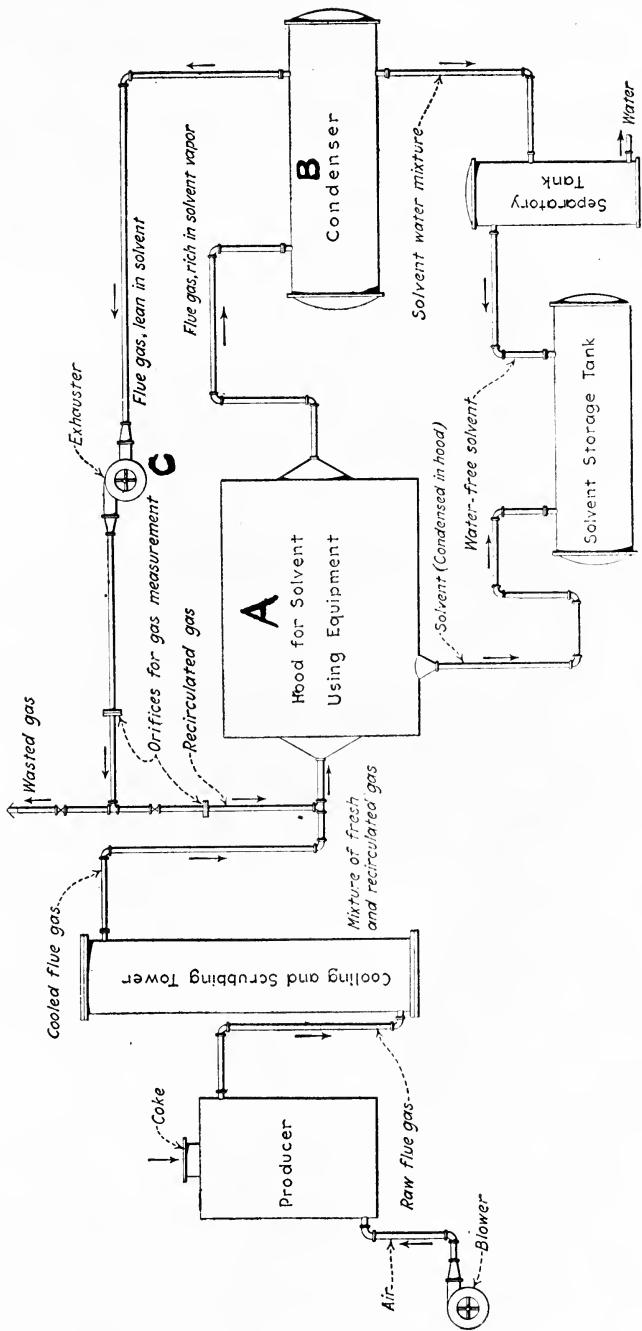 Blower
Air
Producer
Coke
Raw flue gas
Cooling and Scrubbing Tower
Cooled flue gas
Mixture of fresh
and recirculated gas
Wasted gas
Orifices for gas measurement
Recirculated gas
A
Hood for Solvent
Using Equipment
Solvent (Condensed in hood)
C
Exhauster
Flue gas, lean in solvent
Flue gas, rich in solvent vapor
B
Condenser
Solvent water mixture
Separatory
Tank
Water
Water-free solvent
Solvent Storage Tank